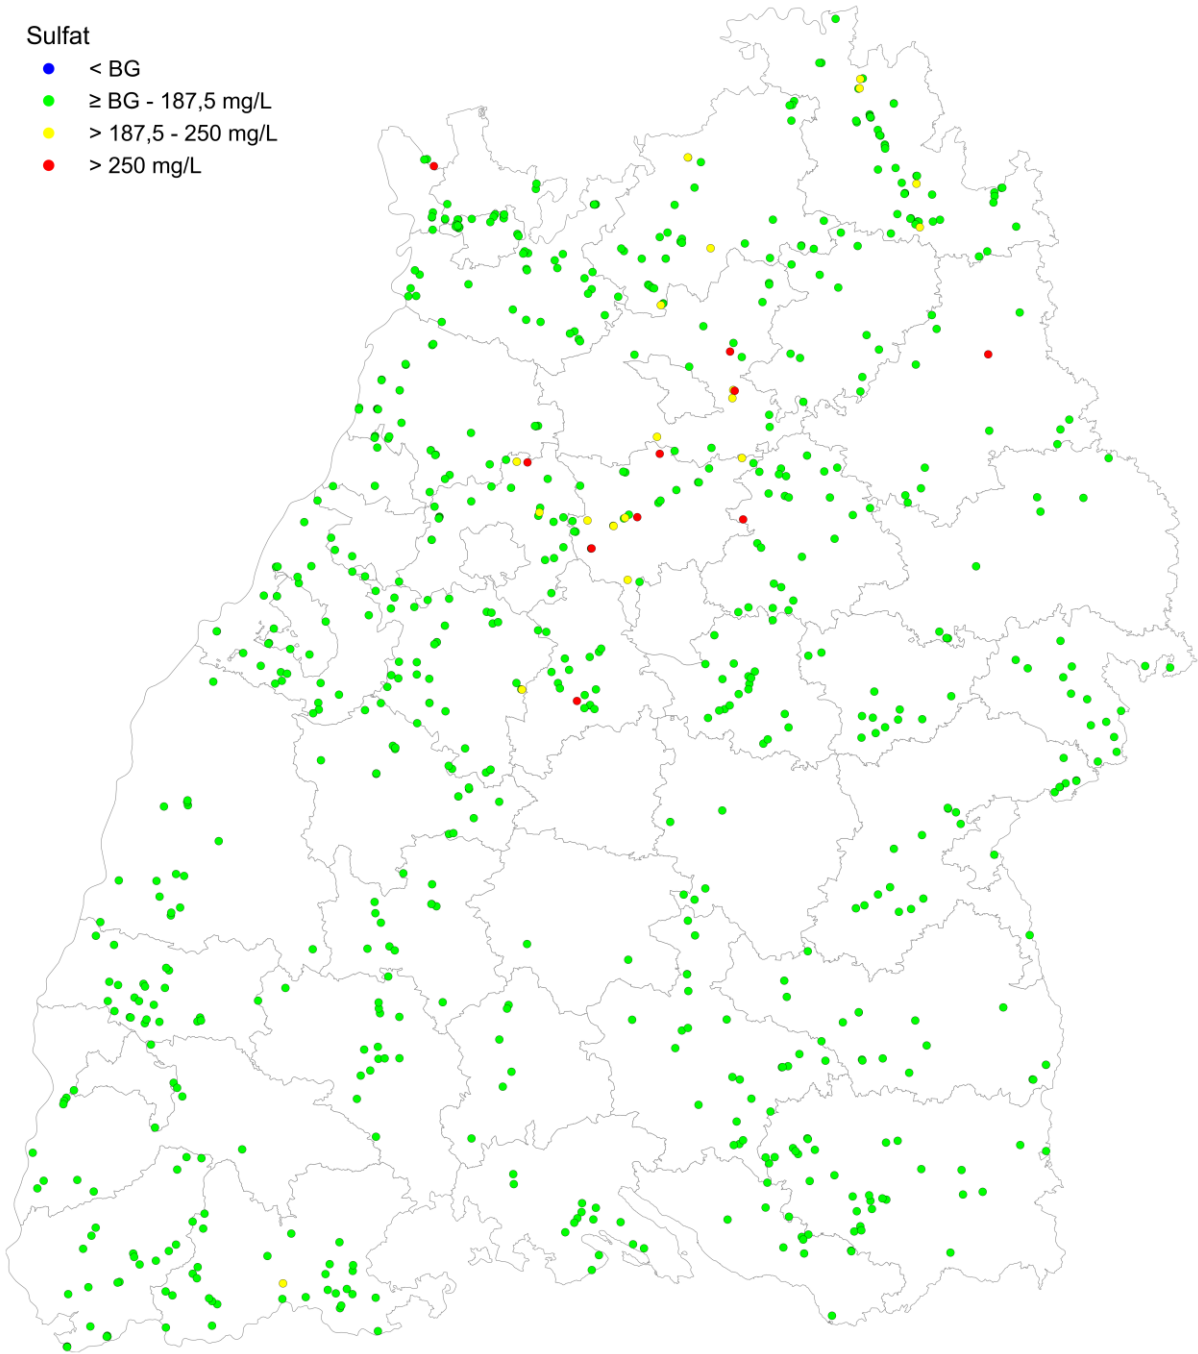 Sulfat
< BG
≥ BG - 187,5 mg/L
> 187,5 - 250 mg/L
> 250 mg/L